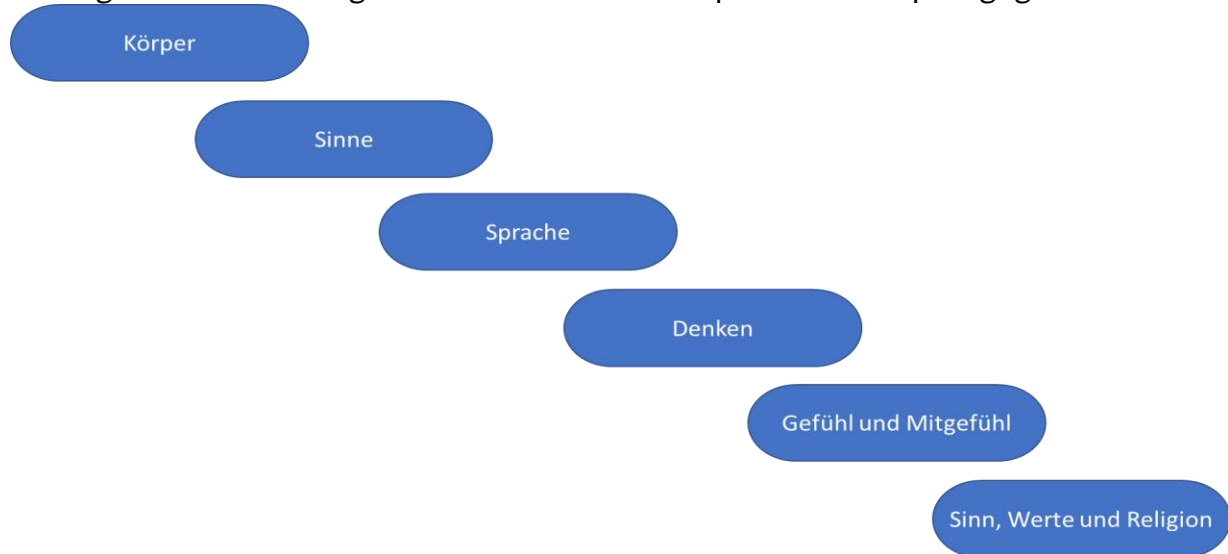 Körper
Sinne
Sprache
Denken
Gefühl und Mitgefühl
Sinn, Werte und Religion